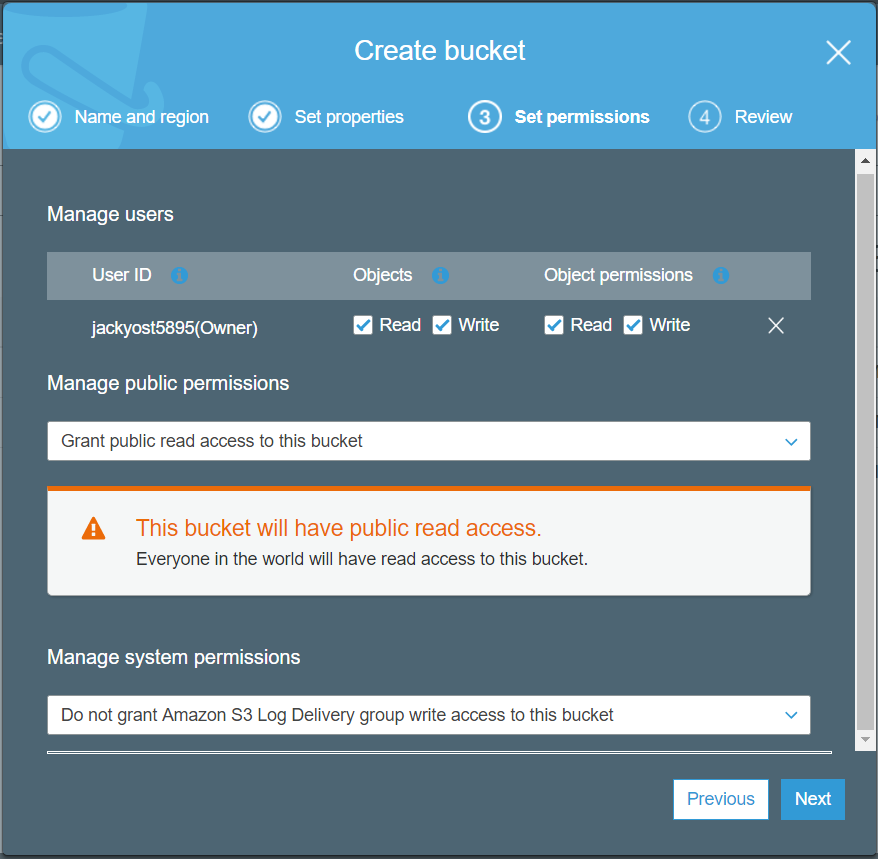 Create bucket
Name and region
Set properties
3 Set permissions
4 Review
Manage users
User ID Objects Object permissions
jackyost5895(Owner) Read Write Read Write
Manage public permissions
Grant public read access to this bucket
This bucket will have public read access.
Everyone in the world will have read access to this bucket.
Manage system permissions
Do not grant Amazon S3 Log Delivery group write access to this bucket
Previous Next